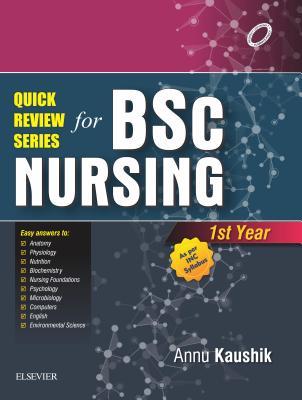 QUICK
REVIEW
SERIES
for BSc
NURSING
1st Year
Easy answers to:
Anatomy
Physiology
Nutrition
Biochemistry
Nursing Foundations
Psychology
Microbiology
Computers
English
Environmental Science
As per
INC
Syllabus
Annu Kaushik
ELSEVIER